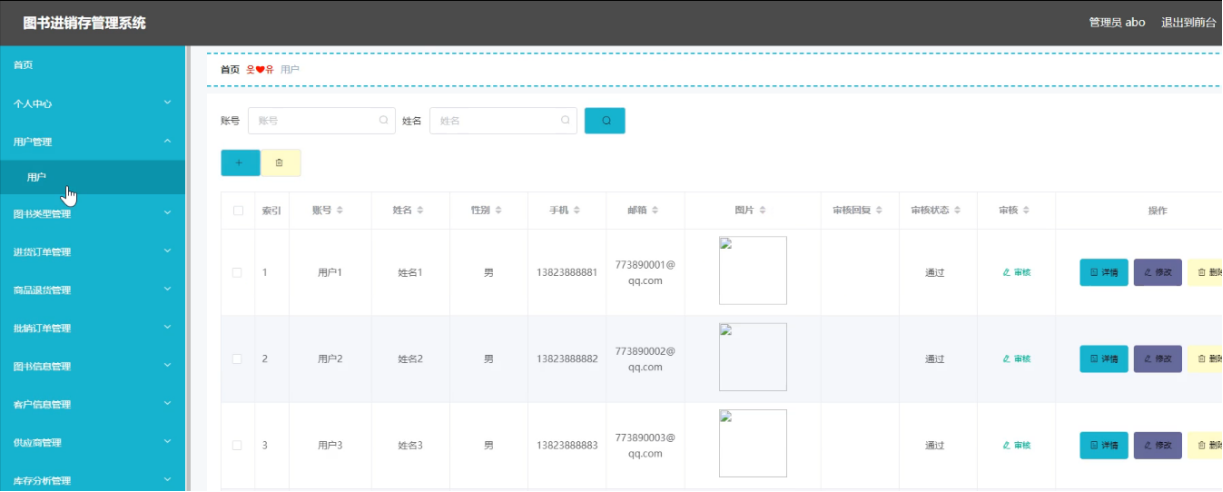 图书进销存管理系统
管理员 abo 退出到前台
首页
个人中心
用户管理
用户
图书类型管理
进货订单管理
商品退货管理
批销订单管理
图书信息管理
客户信息管理
供应商管理
库存分析管理
首页 웃❤유 用户
账号 账号 姓名 姓名
索引 账号 姓名 性别 手机 邮箱 图片 审核回复 审核状态 审核 操作
1 用户1 姓名1 男 13823888881 773890001@
qq.com 通过 审核 详情 修改 删除
2 用户2 姓名2 男 13823888882 773890002@
qq.com 通过 审核 详情 修改 删除
3 用户3 姓名3 男 13823888883 773890003@
qq.com 通过 审核 详情 修改 删除